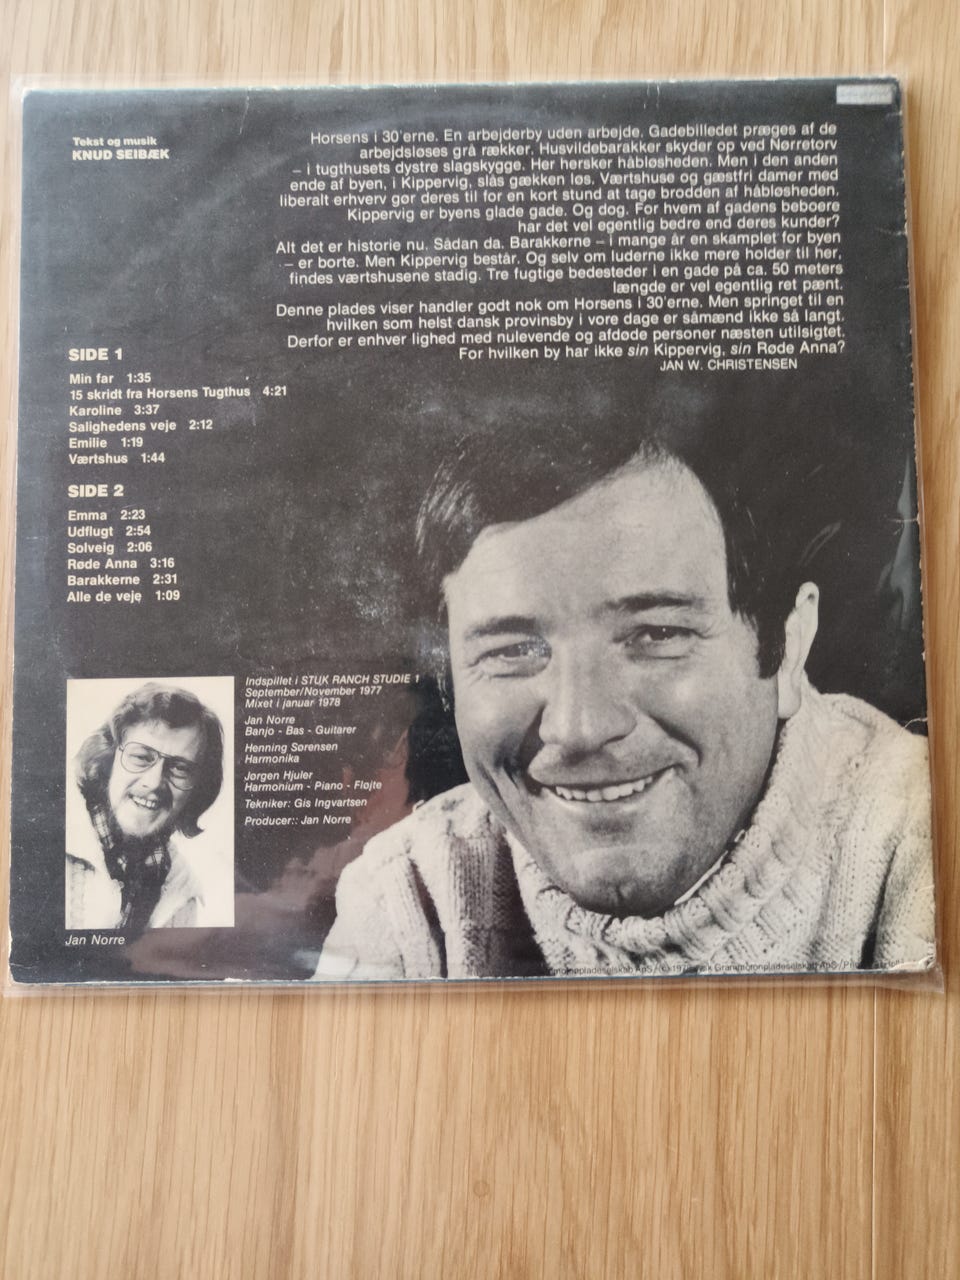 Tekst og musik
KNUD SEIBÆK
Horsens i 30'erne. En arbejderby uden arbejde. Gadebilledet præges af de
arbejdsløses grå rækker. Husvildebarakker skyder op ved Nørretorv
– i tugthusets dystre slagskygge. Her hersker håbløsheden. Men i den anden
ende af byen, i Kippervig, slås gækken løs. Værtshuse og gæstfri damer med
liberalt erhverv gør deres til for en kort stund at tage brodden af håbløsheden.
Kippervig er byens glade gade. Og dog. For hvem af gadens beboere
har det vel egentlig bedre end deres kunder?
Alt det er historie nu. Sådan da. Barakkerne – i mange år en skamplet for byen
– er borte. Men Kippervig består. Og selv om luderne ikke mere holder til her,
findes værtshusene stadig. Tre fugtige bedesteder i en gade på ca. 50 meters
længde er vel egentlig ret pænt.
Denne plades viser handler godt nok om Horsens i 30'erne. Men springet til en
hvilken som helst dansk provinsby i vore dage er såmænd ikke så langt.
Derfor er enhver lighed med nulevende og afdøde personer næsten utilsigtet.
For hvilken by har ikke sin Kippervig, sin Røde Anna?
JAN W. CHRISTENSEN
SIDE 1
Min far 1:35
15 skridt fra Horsens Tugthus 4:21
Karoline 3:37
Salighedens veje 2:12
Emilie 1:19
Værtshus 1:44
SIDE 2
Emma 2:23
Udflugt 2:54
Solveig 2:06
Røde Anna 3:16
Barakkerne 2:31
Alle de veje 1:09
Indspillet i STUK RANCH STUDIE 1
September/November 1977
Mixet i januar 1978
Jan Norre
Banjo - Bas - Guitarer
Henning Sørensen
Harmonika
Jørgen Hjuler
Harmonium - Piano - Fløjte
Tekniker: Gis Ingvartsen
Producer:: Jan Norre
Jan Norre
Grammofonpladeselskab ApS